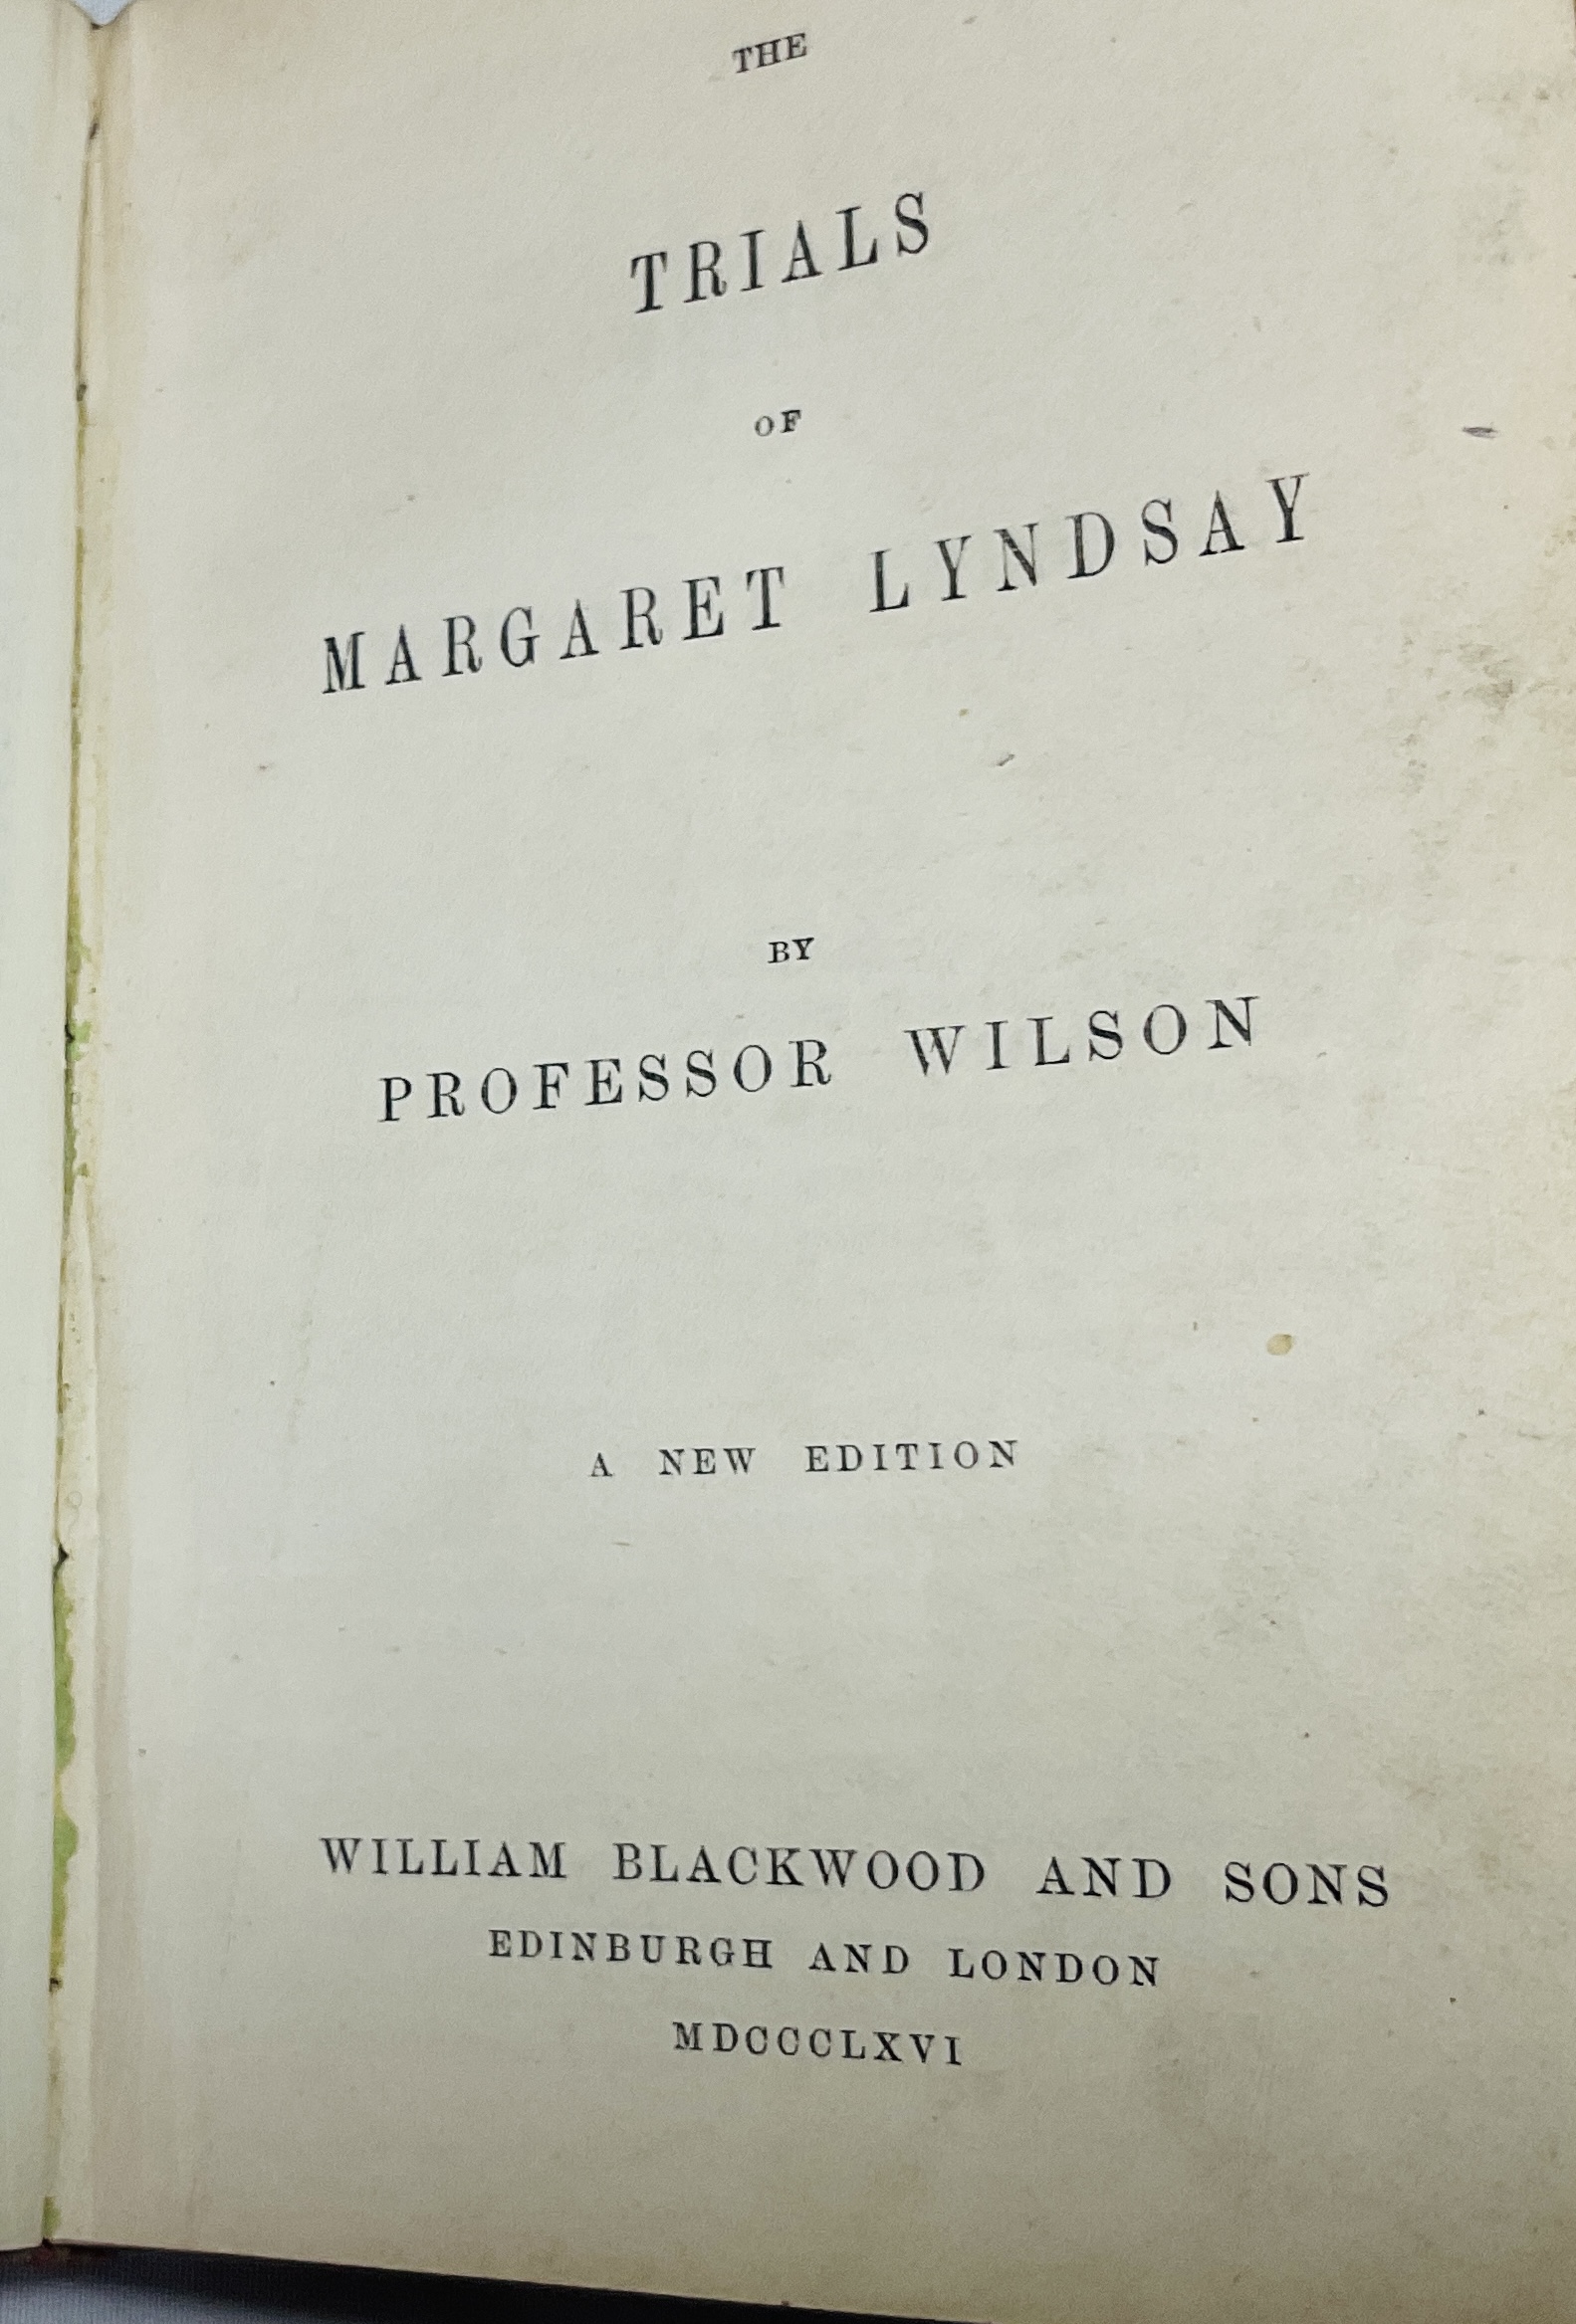 THE
TRIALS
OF
MARGARET LYNDSAY
BY
PROFESSOR WILSON
A NEW EDITION
WILLIAM BLACKWOOD AND SONS
EDINBURGH AND LONDON
MDCCCLXVI